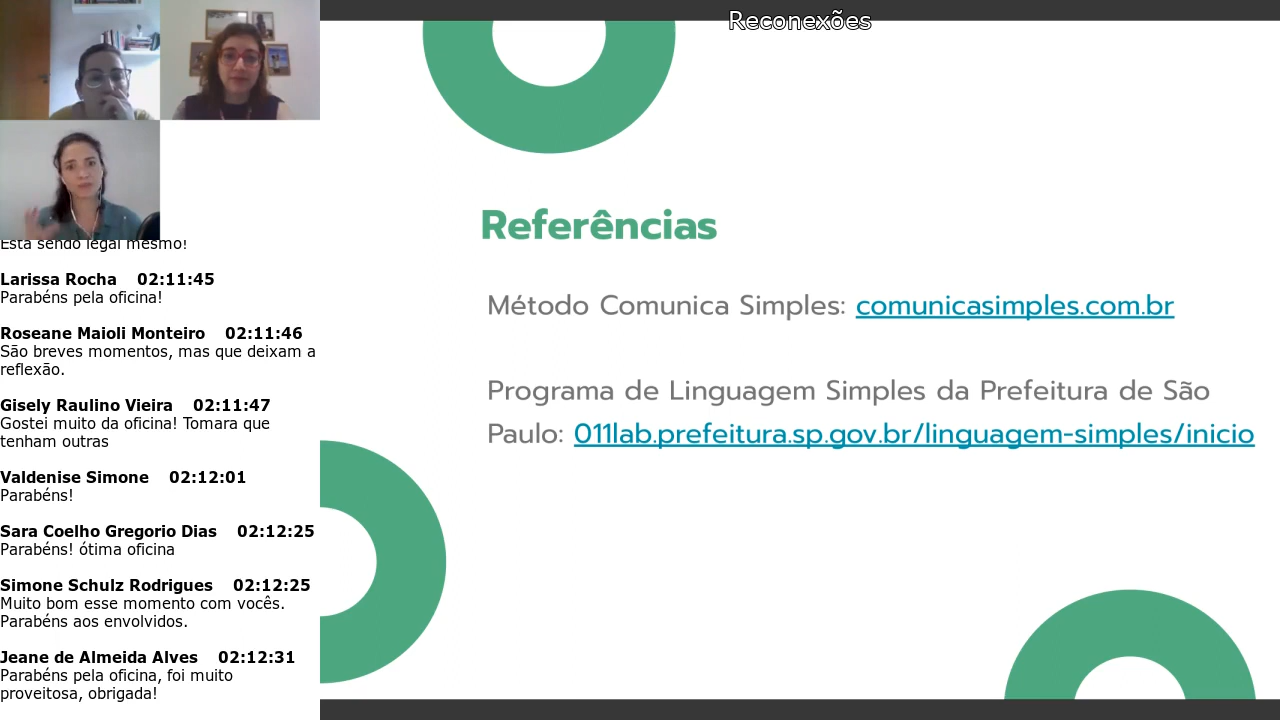 Reconexões
Está sendo legal mesmo!
Larissa Rocha 02:11:45
Parabéns pela oficina!
Roseane Maioli Monteiro 02:11:46
São breves momentos, mas que deixam a
reflexão.
Gisely Raulino Vieira 02:11:47
Gostei muito da oficina! Tomara que
tenham outras
Valdenise Simone 02:12:01
Parabéns!
Sara Coelho Gregorio Dias 02:12:25
Parabéns! ótima oficina
Simone Schulz Rodrigues 02:12:25
Muito bom esse momento com vocês.
Parabéns aos envolvidos.
Jeane de Almeida Alves 02:12:31
Parabéns pela oficina, foi muito
proveitosa, obrigada!
Referências
Método Comunica Simples: comunicasimples.com.br
Programa de Linguagem Simples da Prefeitura de São
Paulo: 011lab.prefeitura.sp.gov.br/linguagem-simples/inicio